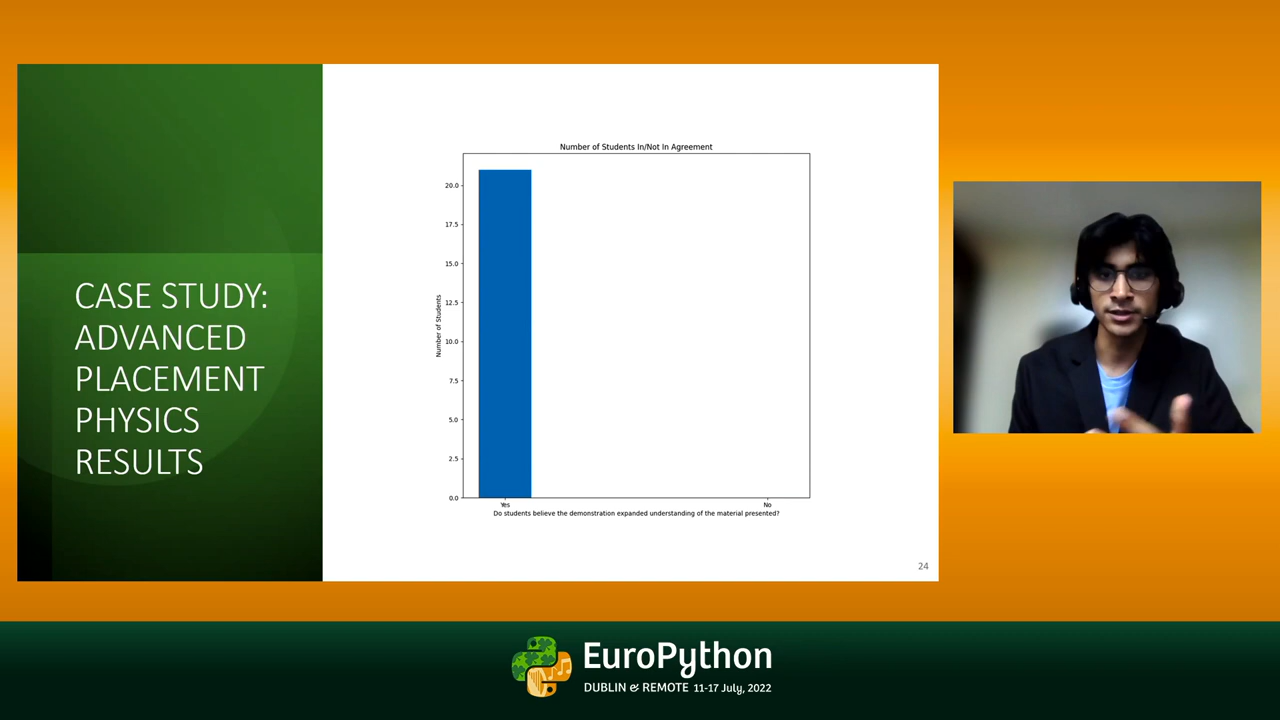 CASE STUDY:
ADVANCED
PLACEMENT
PHYSICS
RESULTS
Number of Students In/Not In Agreement
Number of Students
20.0
17.5
15.0
12.5
10.0
7.5
5.0
2.5
0.0
Yes
No
Do students believe the demonstration expanded understanding of the material presented?
24
EuroPython
DUBLIN & REMOTE 11-17 July, 2022